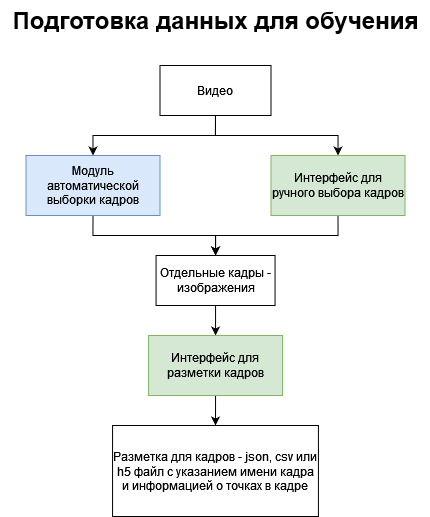 Подготовка данных для обучения
Видео
Модуль
автоматической
выборки кадров
Интерфейс для
ручного выбора кадров
Отдельные кадры -
изображения
Интерфейс для
разметки кадров
Разметка для кадров - json, csv или
h5 файл с указанием имени кадра
и информацией о точках в кадре